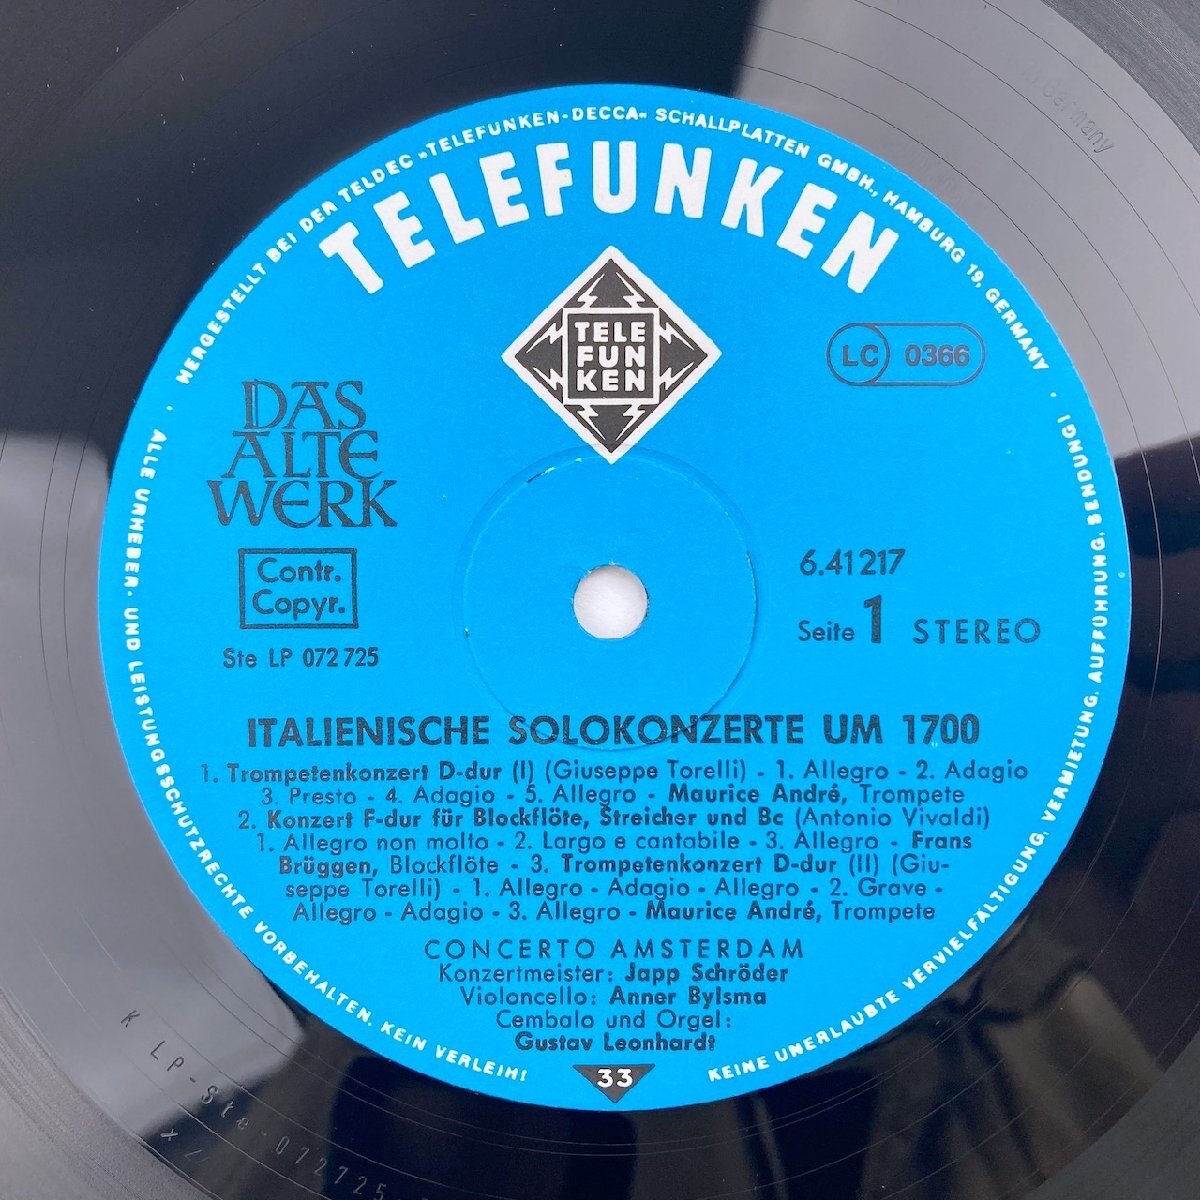 HERGESTELLT BEI DER TELDEC »TELEFUNKEN-DECCA« SCHALLPLATTEN GMBH., HAMBURG 19, GERMANY ·
TELEFUNKEN
TELE
FUN
KEN
LC 0366
DAS
ALTE
WERK
Contr.
Copyr.
Ste LP 072 725
6.41217
Seite 1 STEREO
ITALIENISCHE SOLOKONZERTE UM 1700
1. Trompetenkonzert D-dur (I) (Giuseppe Torelli) - 1. Allegro - 2. Adagio
3. Presto - 4. Adagio - 5. Allegro - Maurice André, Trompete
2. Konzert F-dur für Blockflöte, Streicher und Bc (Antonio Vivaldi)
1. Allegro non molto - 2. Largo e cantabile - 3. Allegro - Frans
Brüggen, Blockflöte - 3. Trompetenkonzert D-dur (II) (Giu-
seppe Torelli) - 1. Allegro - Adagio - Allegro - 2. Grave -
Allegro - Adagio - 3. Allegro - Maurice André, Trompete
CONCERTO AMSTERDAM
Konzertmeister: Japp Schröder
Violoncello: Anner Bylsma
Cembalo und Orgel:
Gustav Leonhardt
33
· ALLE URHEBER- UND LEISTUNGSSCHUTZRECHTE VORBEHALTEN. KEIN VERLEIH!
KEINE UNERLAUBTE VERVIELFÄLTIGUNG, VERMIETUNG, AUFFÜHRUNG, SENDUNG!
Germany
K LP-Ste-072725